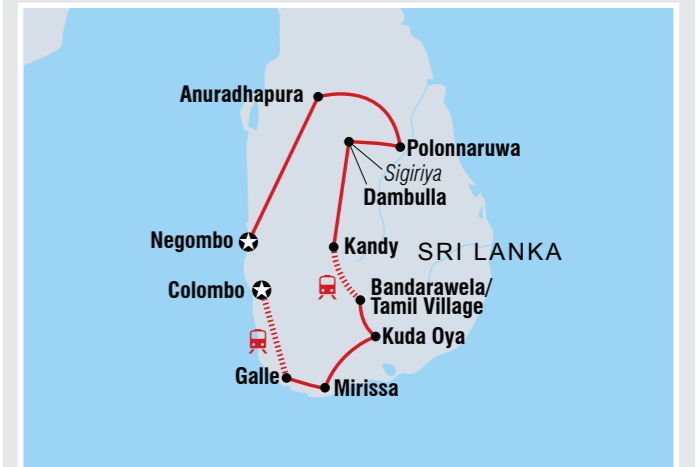 Anuradhapura
Polonnaruwa
Sigiriya
Dambulla
Negombo
Kandy
SRI LANKA
Colombo
Bandarawela/
Tamil Village
Kuda Oya
Galle
Mirissa